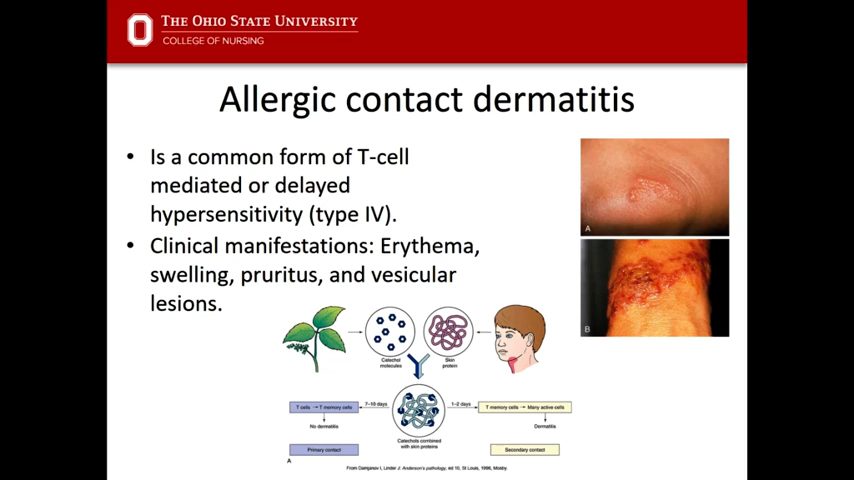 THE OHIO STATE UNIVERSITY
COLLEGE OF NURSING
Allergic contact dermatitis
• Is a common form of T-cell
mediated or delayed
hypersensitivity (type IV).
• Clinical manifestations: Erythema,
swelling, pruritus, and vesicular
lesions.
A
B
Catechol
molecules
Skin
protein
T cells → T memory cells
7–10 days
1–2 days
T memory cells → Many active cells
No dermatitis
Dermatitis
Catechols combined
with skin proteins
Primary contact
Secondary contact
A
From Damjanov I, Linder J: Anderson's pathology, ed 10, St Louis, 1996, Mosby.